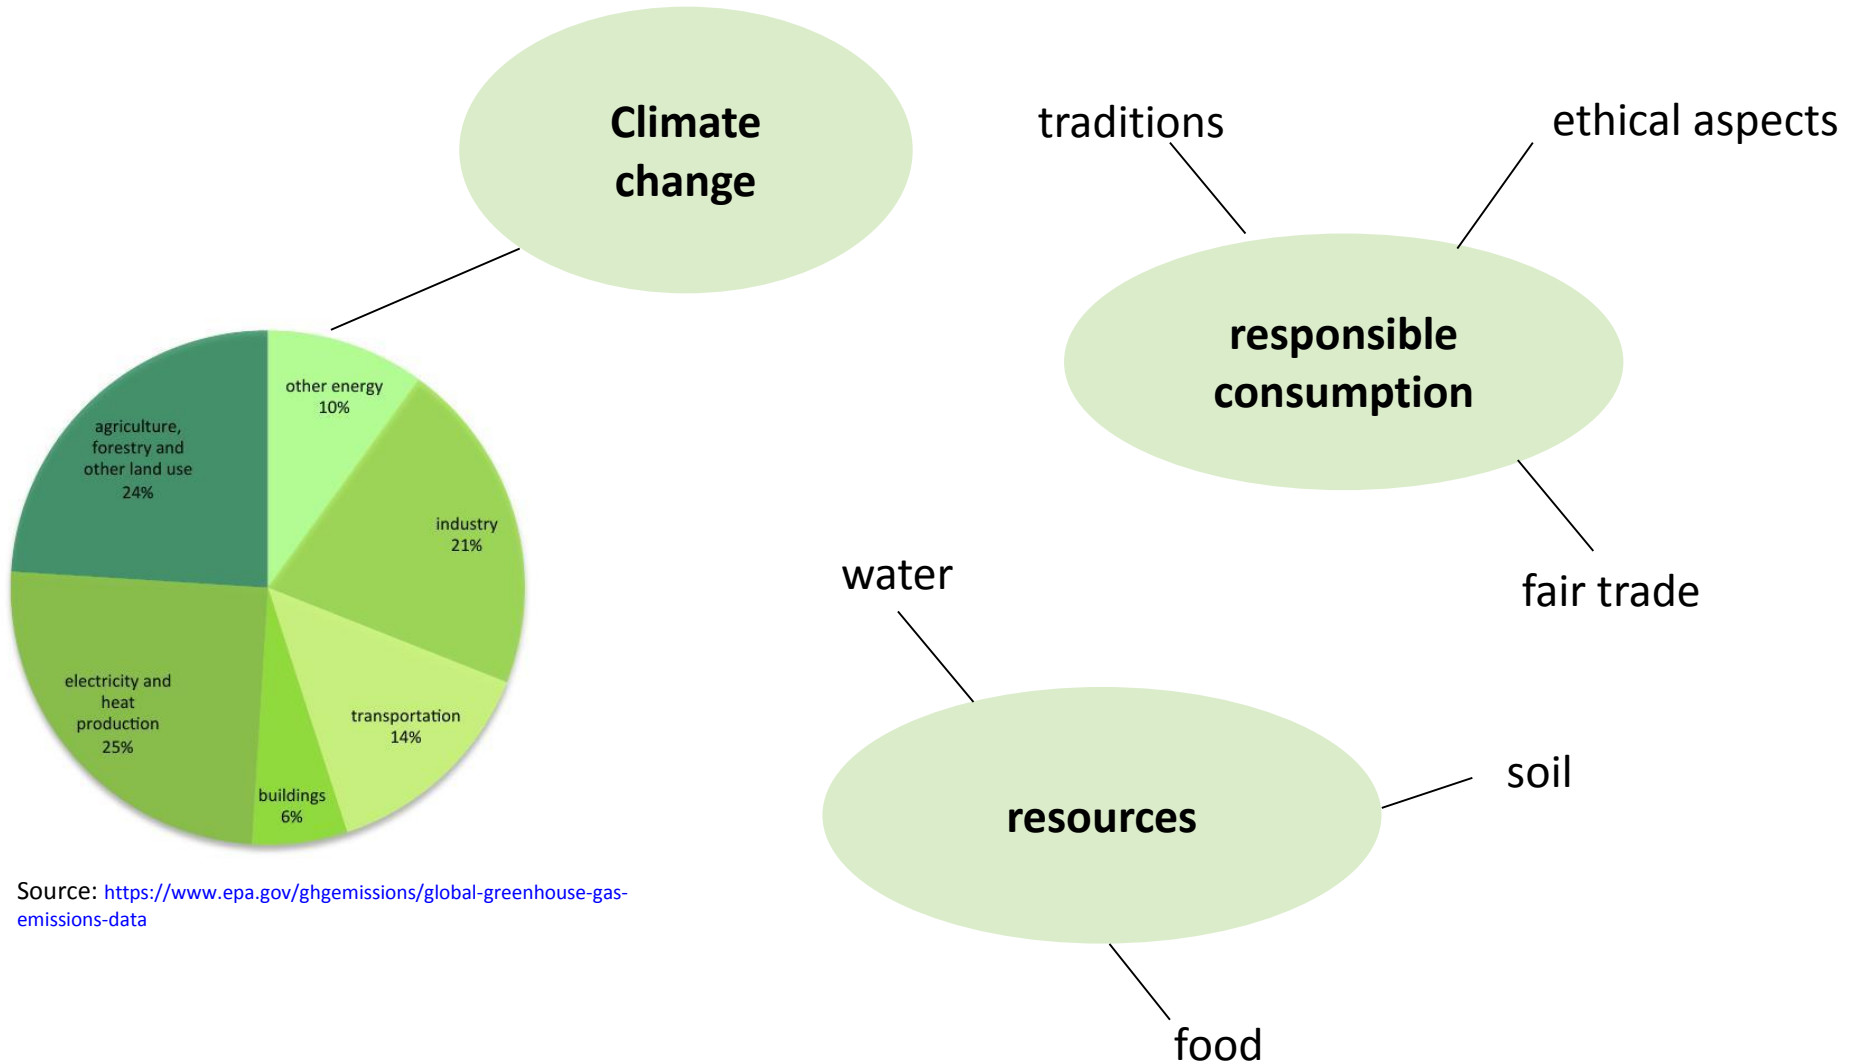 Climate
change
traditions
ethical aspects
responsible
consumption
fair trade
other energy
10%
agriculture,
forestry and
other land use
24%
industry
21%
electricity and
heat
production
25%
transportation
14%
buildings
6%
Source: https://www.epa.gov/ghgemissions/global-greenhouse-gas-
emissions-data
water
soil
resources
food